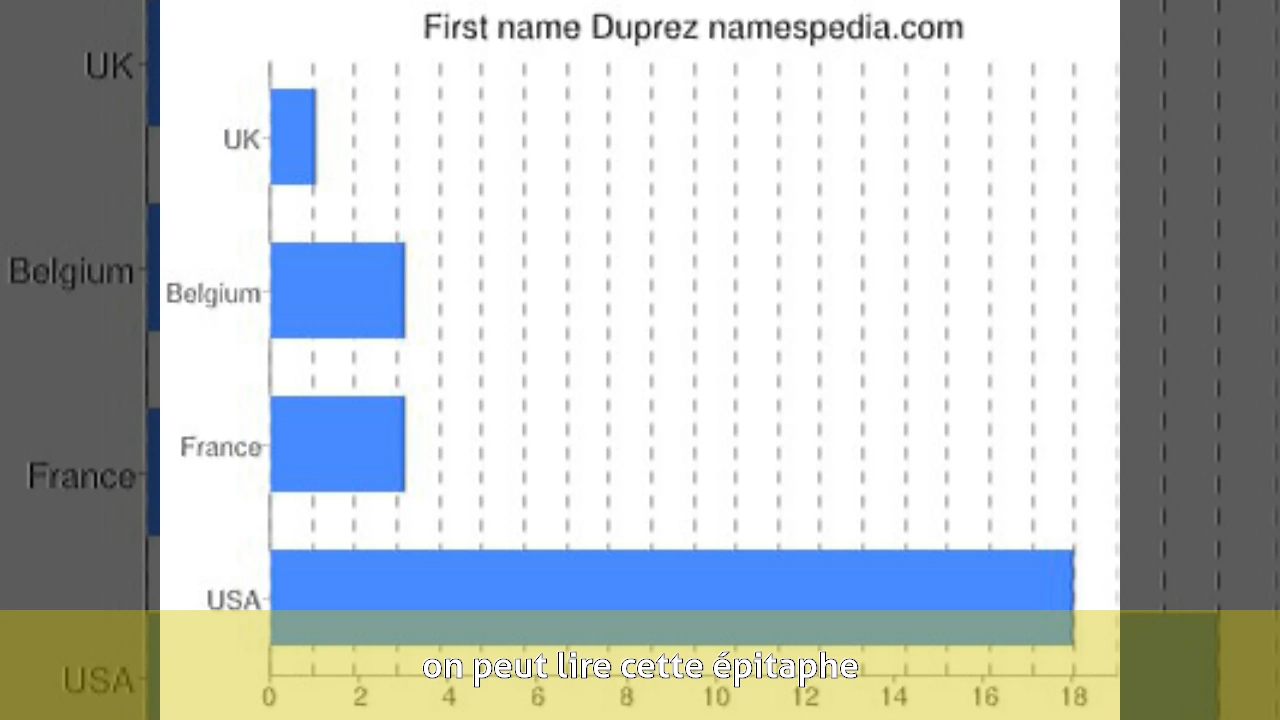 First name Duprez namespedia.com
UK
UK
Belgium
Belgium
France
France
USA
USA
on peut lire cette épitaphe
0 2 4 6 8 10 12 14 16 18